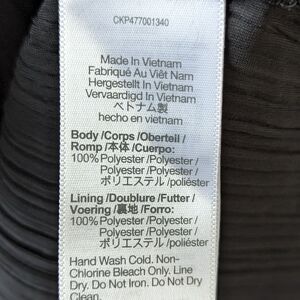 CKP477001340
Made In Vietnam
Fabriqué Au Viêt Nam
Hergestellt In Vietnam
Vervaardigd In Vietnam
ベトナム製
hecho en vietnam
Body /Corps /Oberteil /
Romp /本体 /Cuerpo:
100% Polyester /Polyester /
Polyester /Polyester /
ポリエステル /poliéster
Lining /Doublure /Futter /
Voering /裏地 /Forro:
100% Polyester /Polyester /
Polyester /Polyester /
ポリエステル /poliéster
Hand Wash Cold. Non-
Chlorine Bleach Only. Line
Dry. Do Not Iron. Do Not Dry
Clean.